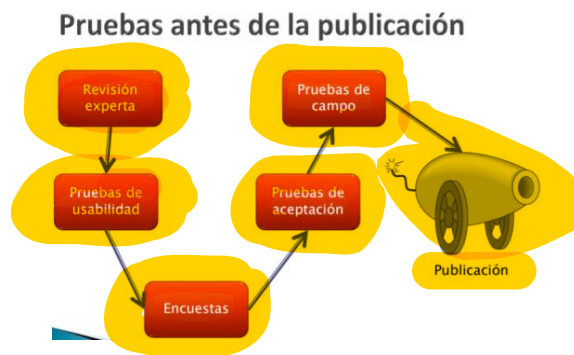 Pruebas antes de la publicación
Revisión
experta
Pruebas de
usabilidad
Encuestas
Pruebas de
aceptación
Pruebas de
campo
Publicación